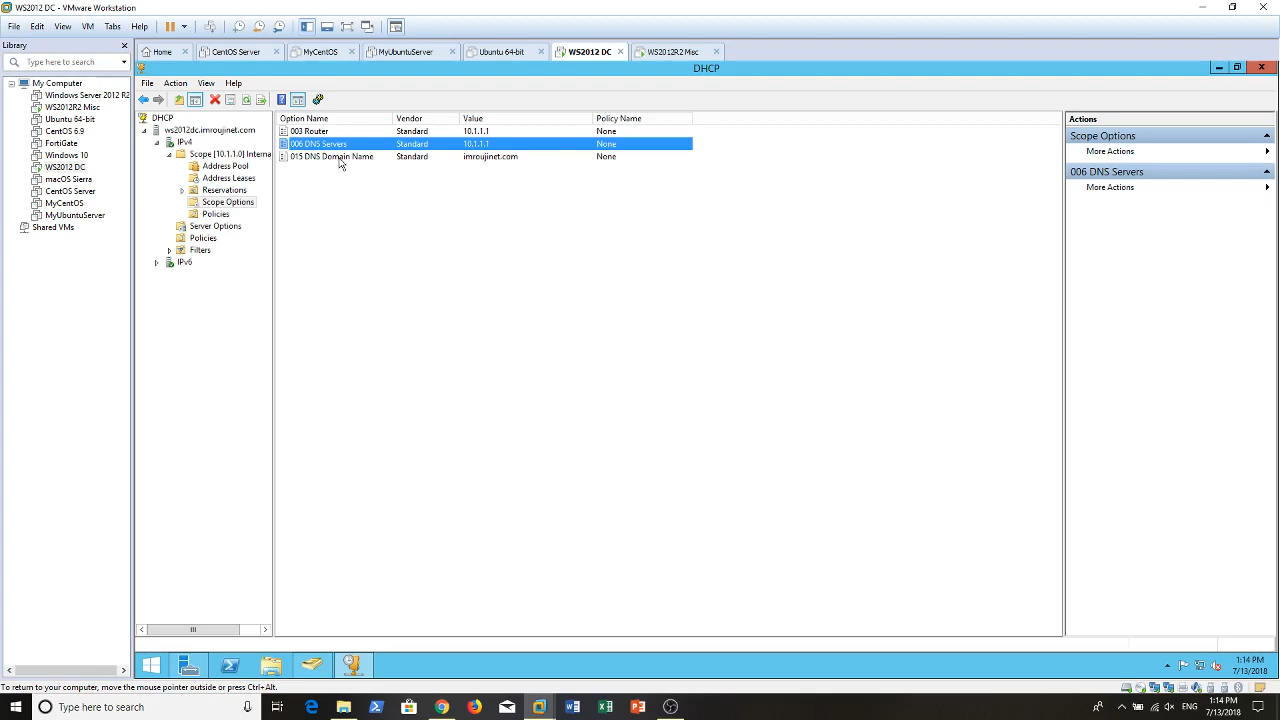 WS2012 DC - VMware Workstation
File Edit View VM Tabs Help
Library
Type here to search
My Computer
Windows Server 2012 R2
WS2012R2 Misc
Ubuntu 64-bit
CentOS 6.9
FortiGate
Windows 10
WS2012 DC
macOS Sierra
CentOS Server
MyCentOS
MyUbuntuServer
Shared VMs
Home CentOS Server MyCentOS MyUbuntuServer Ubuntu 64-bit WS2012 DC WS2012R2 Misc
DHCP
File Action View Help
DHCP
ws2012dc.imroujinet.com
IPv4
Scope [10.1.1.0] Interna
Address Pool
Address Leases
Reservations
Scope Options
Policies
Server Options
Policies
Filters
IPv6
Option Name Vendor Value Policy Name
003 Router Standard 10.1.1.1 None
006 DNS Servers Standard 10.1.1.1 None
015 DNS Domain Name Standard imroujinet.com None
Actions
Scope Options
More Actions
006 DNS Servers
More Actions
1:14 PM
7/13/2018
To return to your computer, move the mouse pointer outside or press Ctrl+Alt.
Type here to search
ENG
1:14 PM
7/13/2018